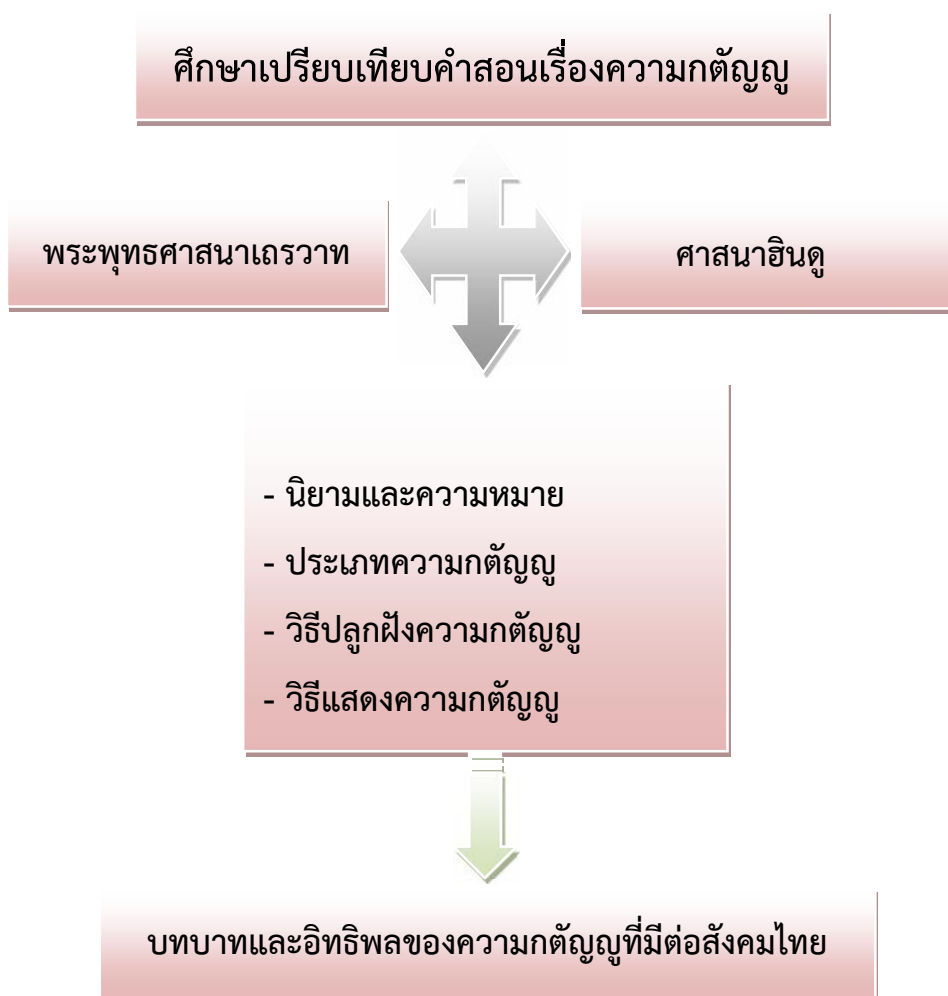 ศึกษาเปรียบเทียบคำสอนเรื่องความกตัญญู
พระพุทธศาสนาเถรวาท
ศาสนาฮินดู
- นิยามและความหมาย
- ประเภทความกตัญญู
- วิธีปลูกฝังความกตัญญู
- วิธีแสดงความกตัญญู
บทบาทและอิทธิพลของความกตัญญูที่มีต่อสังคมไทย